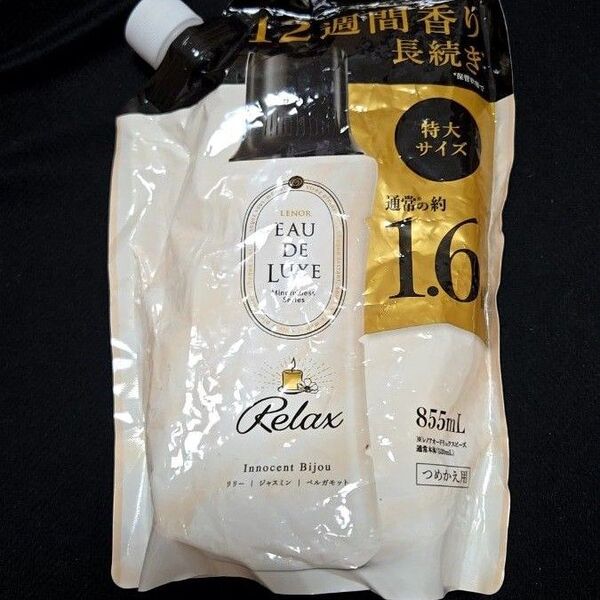 12週間香り
長続き
特大
サイズ
通常の約
1.6
LENOR
EAU
DE
LUXE
Mindfulness
Series
Relax
Innocent Bijou
リリー | ジャスミン | ベルガモット
855mL
つめかえ用